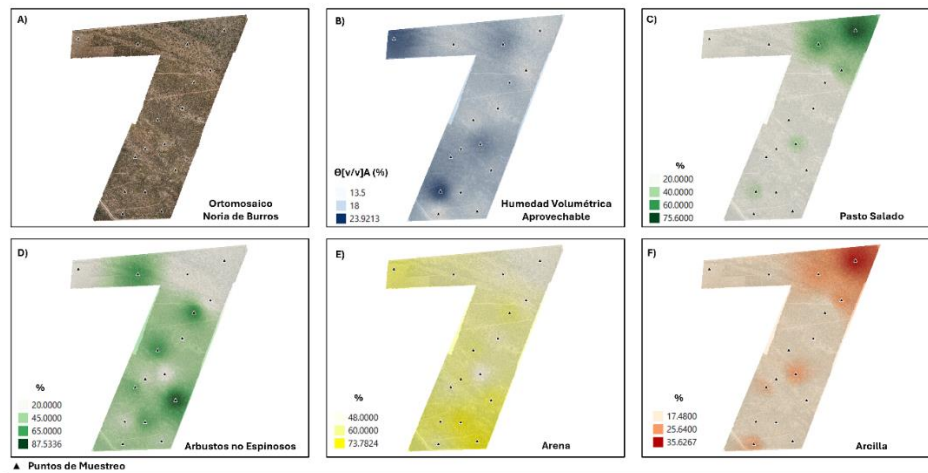 A)
Ortomosaico
Noria de Burros
B)
Θ[v/v]A (%)
13.5
18
23.9213
Humedad Volumétrica
Aprovechable
C)
%
20.0000
40.0000
60.0000
75.6000
Pasto Salado
D)
%
20.0000
45.0000
65.0000
87.5336
Arbustos no Espinosos
E)
%
48.0000
60.0000
73.7824
Arena
F)
%
17.4800
25.6400
35.6267
Arcilla
Puntos de Muestreo